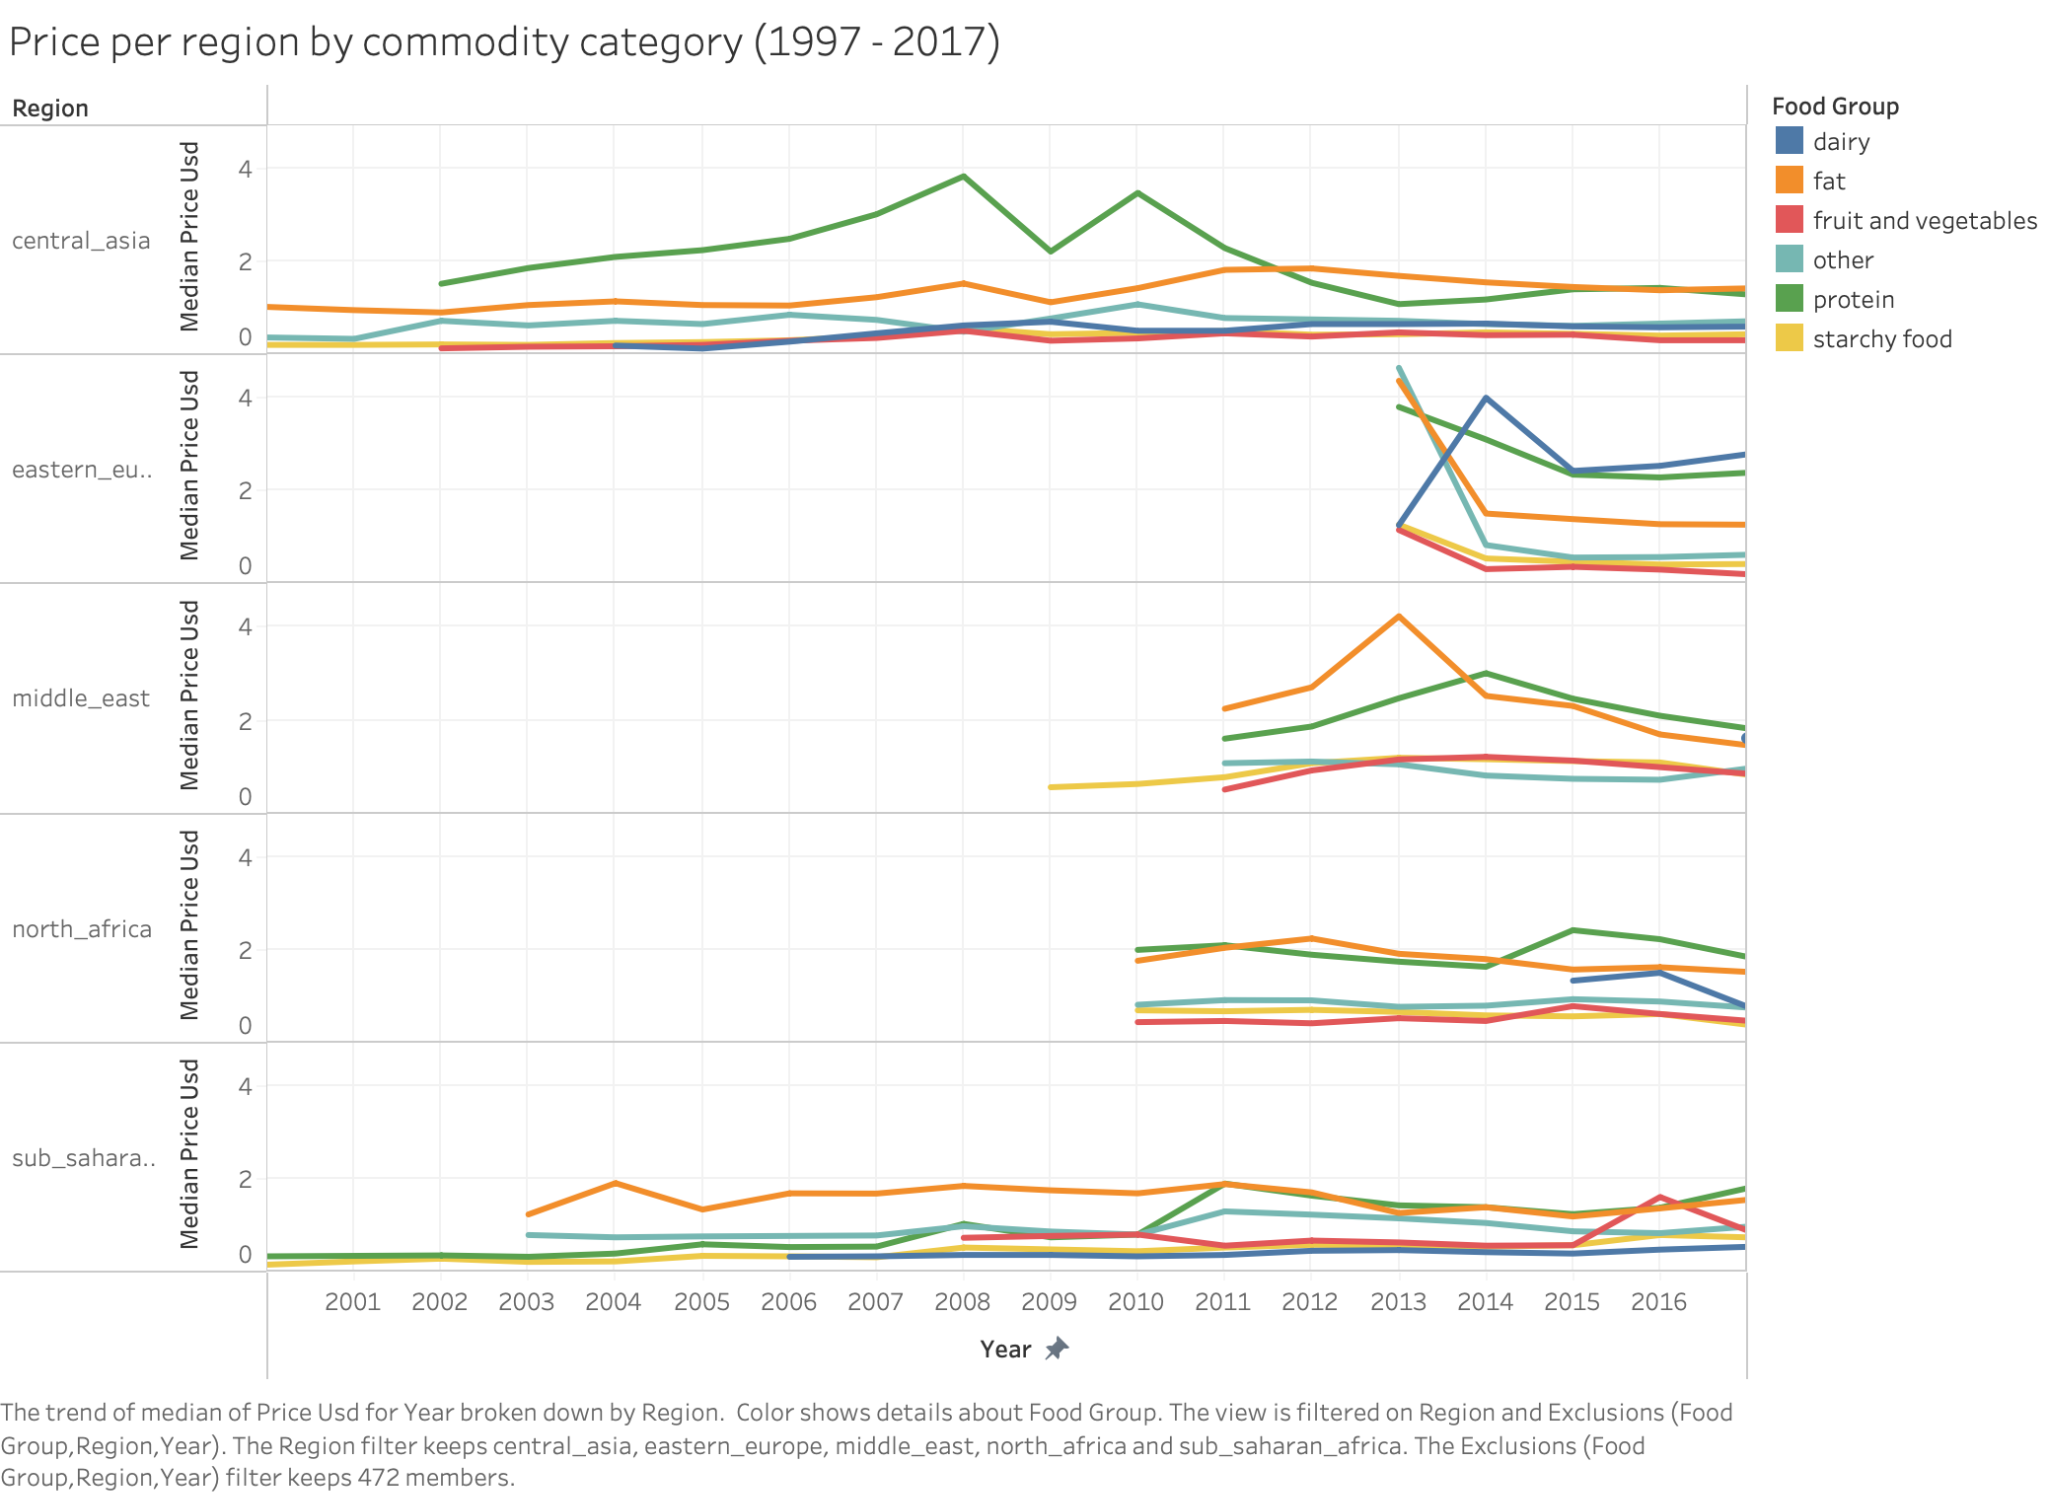 Price per region by commodity category (1997 - 2017)
Region
central_asia
Median Price Usd
4
2
0
eastern_eu..
Median Price Usd
4
2
0
middle_east
Median Price Usd
4
2
0
north_africa
Median Price Usd
4
2
0
sub_sahara..
Median Price Usd
4
2
0
2001 2002 2003 2004 2005 2006 2007 2008 2009 2010 2011 2012 2013 2014 2015 2016
Year
Food Group
dairy
fat
fruit and vegetables
other
protein
starchy food
The trend of median of Price Usd for Year broken down by Region. Color shows details about Food Group. The view is filtered on Region and Exclusions (Food
Group,Region,Year). The Region filter keeps central_asia, eastern_europe, middle_east, north_africa and sub_saharan_africa. The Exclusions (Food
Group,Region,Year) filter keeps 472 members.